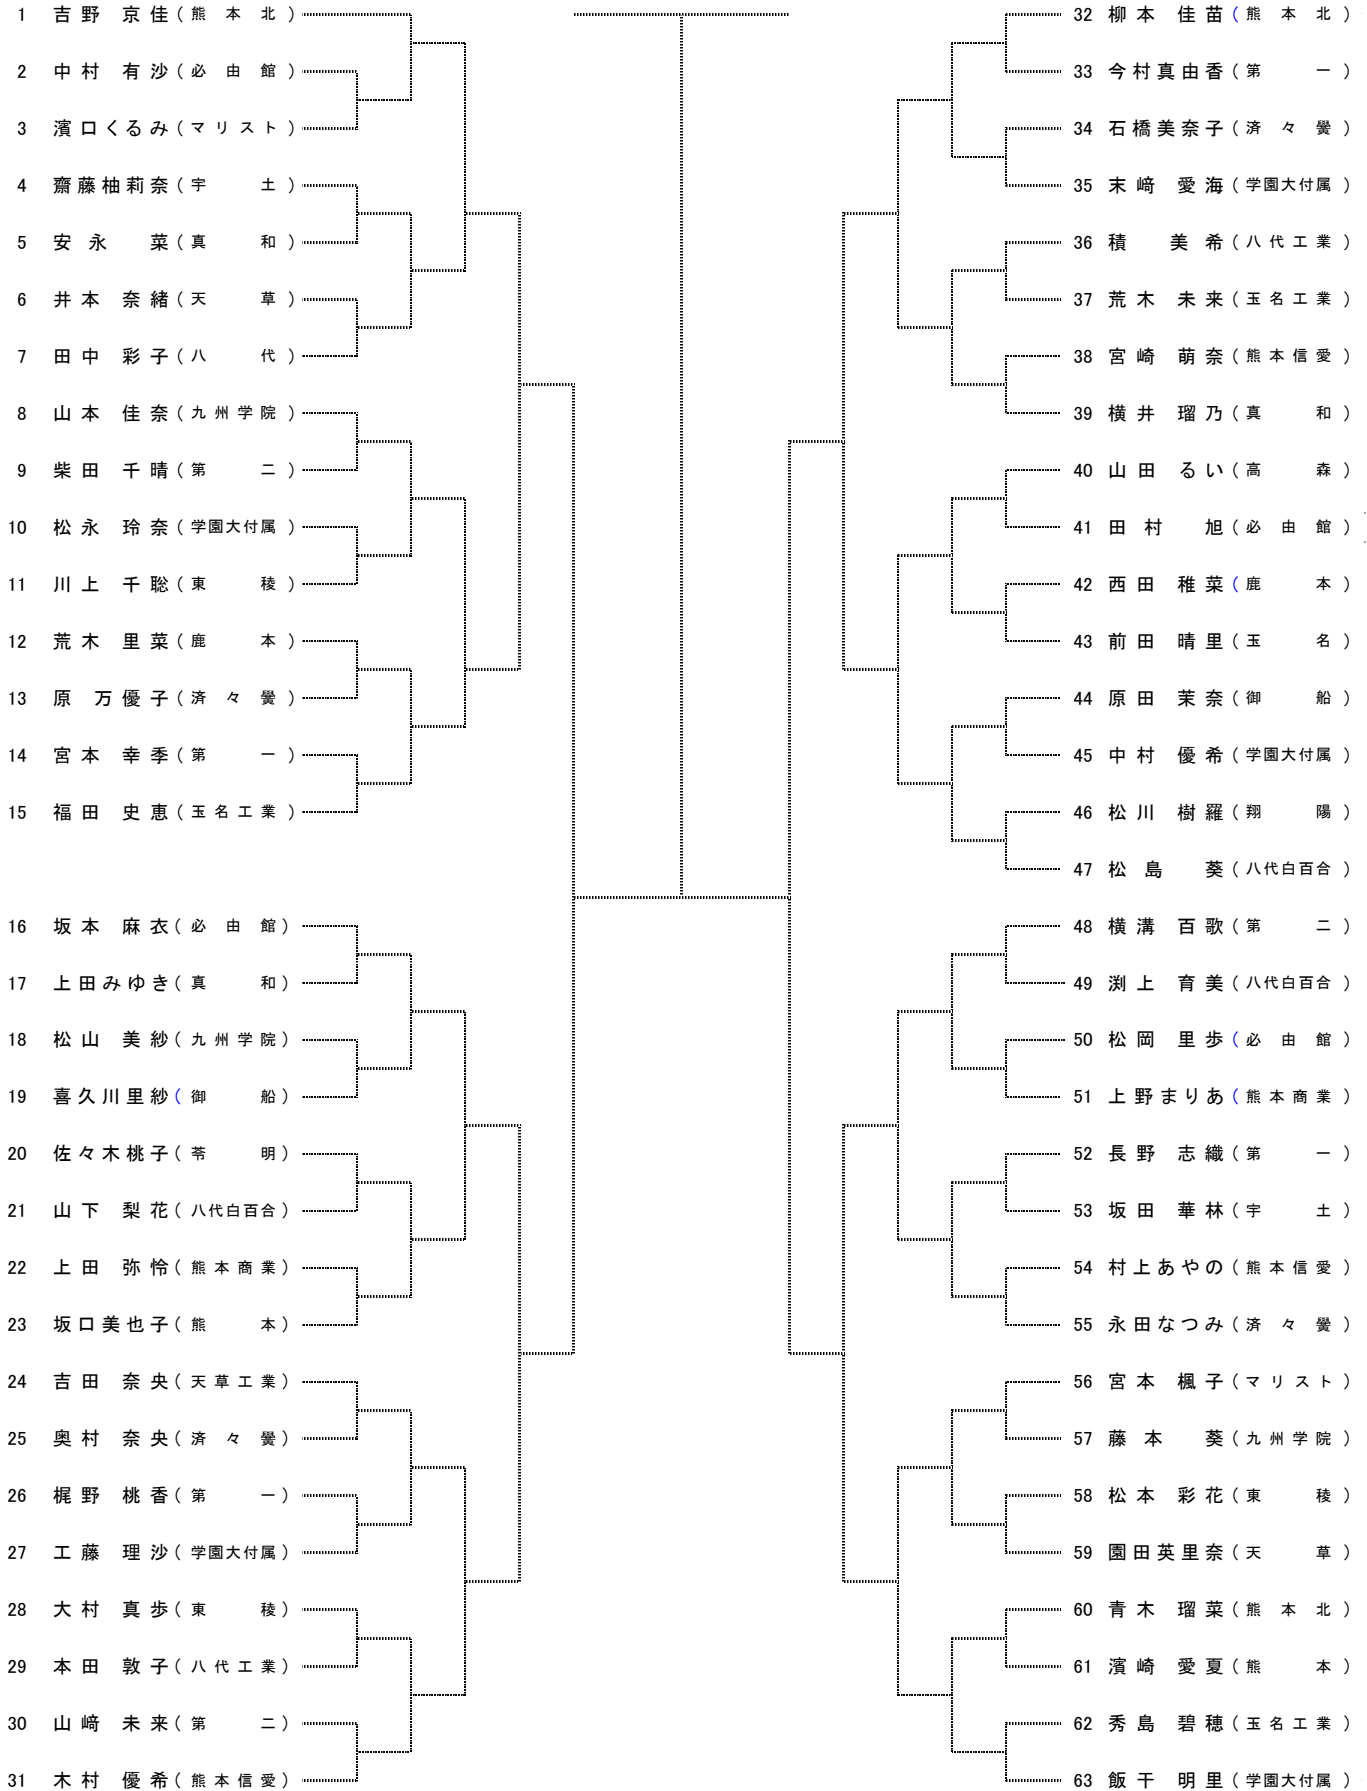 1 吉野 京佳(熊本北)
2 中村 有沙(必由館)
3 濱口くるみ(マリスト)
4 齋藤柚莉奈(宇土)
5 安永 菜(真和)
6 井本 奈緒(天草)
7 田中 彩子(八代)
8 山本 佳奈(九州学院)
9 柴田 千晴(第二)
10 松永 玲奈(学園大付属)
11 川上 千聡(東稜)
12 荒木 里菜(鹿本)
13 原 万優子(済々黌)
14 宮本 幸季(第一)
15 福田 史恵(玉名工業)
16 坂本 麻衣(必由館)
17 上田みゆき(真和)
18 松山 美紗(九州学院)
19 喜久川里紗(御船)
20 佐々木桃子(苓明)
21 山下 梨花(八代白百合)
22 上田 弥怜(熊本商業)
23 坂口美也子(熊本)
24 吉田 奈央(天草工業)
25 奥村 奈央(済々黌)
26 梶野 桃香(第一)
27 工藤 理沙(学園大付属)
28 大村 真歩(東稜)
29 本田 敦子(八代工業)
30 山﨑 未来(第二)
31 木村 優希(熊本信愛)
32 柳本 佳苗(熊本北)
33 今村真由香(第一)
34 石橋美奈子(済々黌)
35 末﨑 愛海(学園大付属)
36 積 美希(八代工業)
37 荒木 未来(玉名工業)
38 宮崎 萌奈(熊本信愛)
39 横井 瑠乃(真和)
40 山田 るい(高森)
41 田村 旭(必由館)
42 西田 稚菜(鹿本)
43 前田 晴里(玉名)
44 原田 茉奈(御船)
45 中村 優希(学園大付属)
46 松川 樹羅(翔陽)
47 松島 葵(八代白百合)
48 横溝 百歌(第二)
49 渕上 育美(八代白百合)
50 松岡 里歩(必由館)
51 上野まりあ(熊本商業)
52 長野 志織(第一)
53 坂田 華林(宇土)
54 村上あやの(熊本信愛)
55 永田なつみ(済々黌)
56 宮本 楓子(マリスト)
57 藤本 葵(九州学院)
58 松本 彩花(東稜)
59 園田英里奈(天草)
60 青木 瑠菜(熊本北)
61 濱崎 愛夏(熊本)
62 秀島 碧穂(玉名工業)
63 飯干 明里(学園大付属)